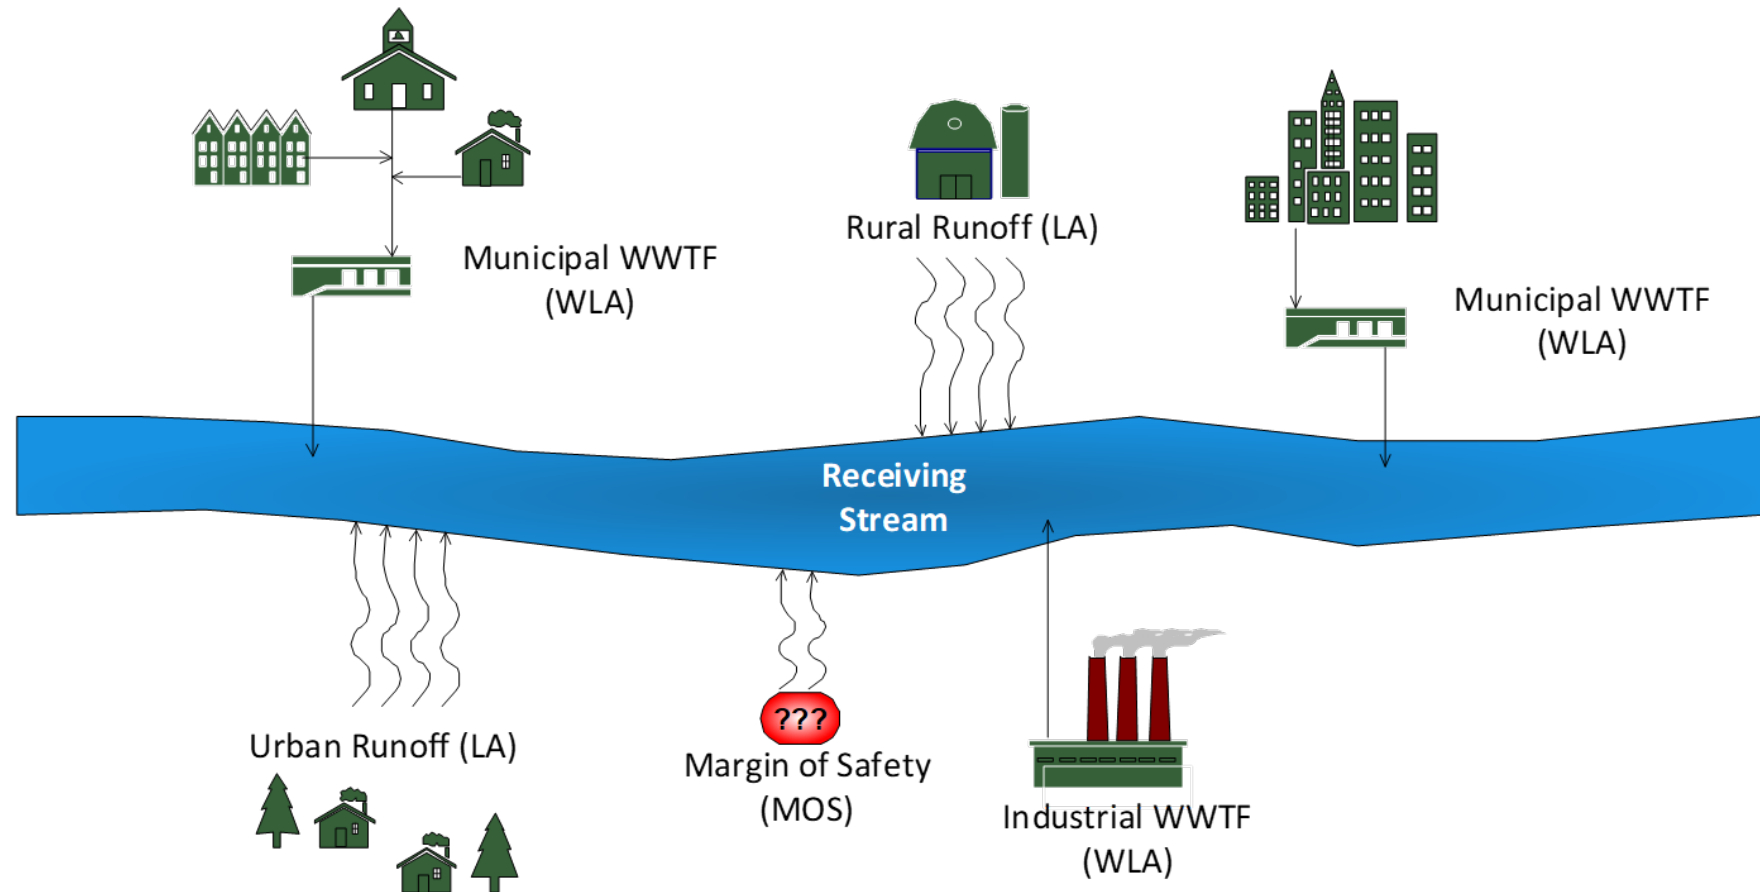 Municipal WWTF
(WLA)
Rural Runoff (LA)
Municipal WWTF
(WLA)
Receiving
Stream
Urban Runoff (LA)
???
Margin of Safety
(MOS)
Industrial WWTF
(WLA)